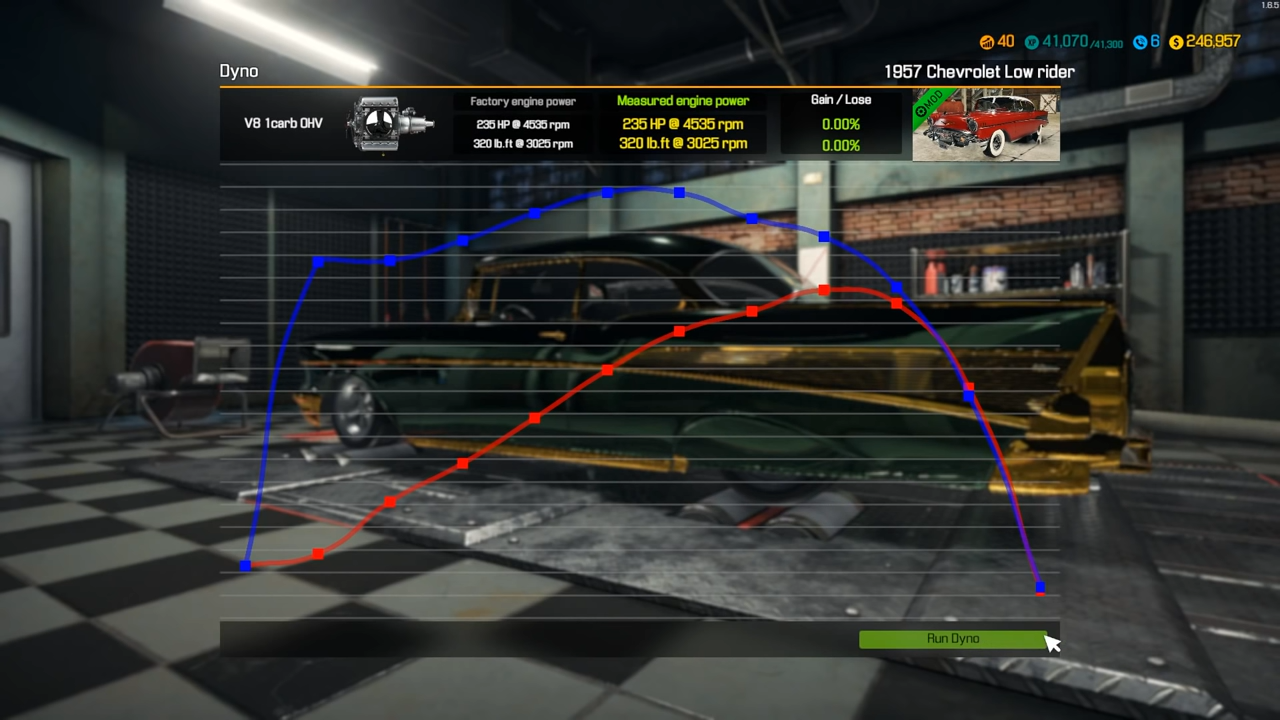 1.6.5
40 XP 41,070/41,300 6 $ 246,957
Dyno
1957 Chevrolet Low rider
V8 1carb OHV
Factory engine power
235 HP @ 4535 rpm
320 lb.ft @ 3025 rpm
Measured engine power
235 HP @ 4535 rpm
320 lb.ft @ 3025 rpm
Gain / Lose
0.00%
0.00%
MOD
Run Dyno